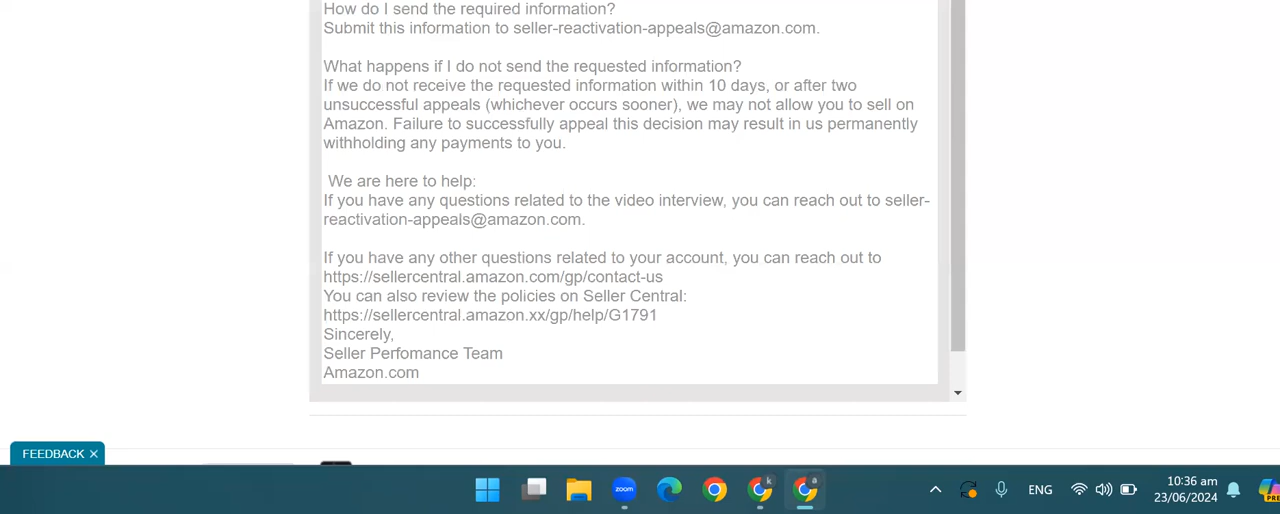 How do I send the required information?
Submit this information to seller-reactivation-appeals@amazon.com.
What happens if I do not send the requested information?
If we do not receive the requested information within 10 days, or after two
unsuccessful appeals (whichever occurs sooner), we may not allow you to sell on
Amazon. Failure to successfully appeal this decision may result in us permanently
withholding any payments to you.
We are here to help:
If you have any questions related to the video interview, you can reach out to seller-
reactivation-appeals@amazon.com.
If you have any other questions related to your account, you can reach out to
https://sellercentral.amazon.com/gp/contact-us
You can also review the policies on Seller Central:
https://sellercentral.amazon.xx/gp/help/G1791
Sincerely,
Seller Perfomance Team
Amazon.com
FEEDBACK ×
zoom
k
a
ENG
10:36 am
23/06/2024
PRE